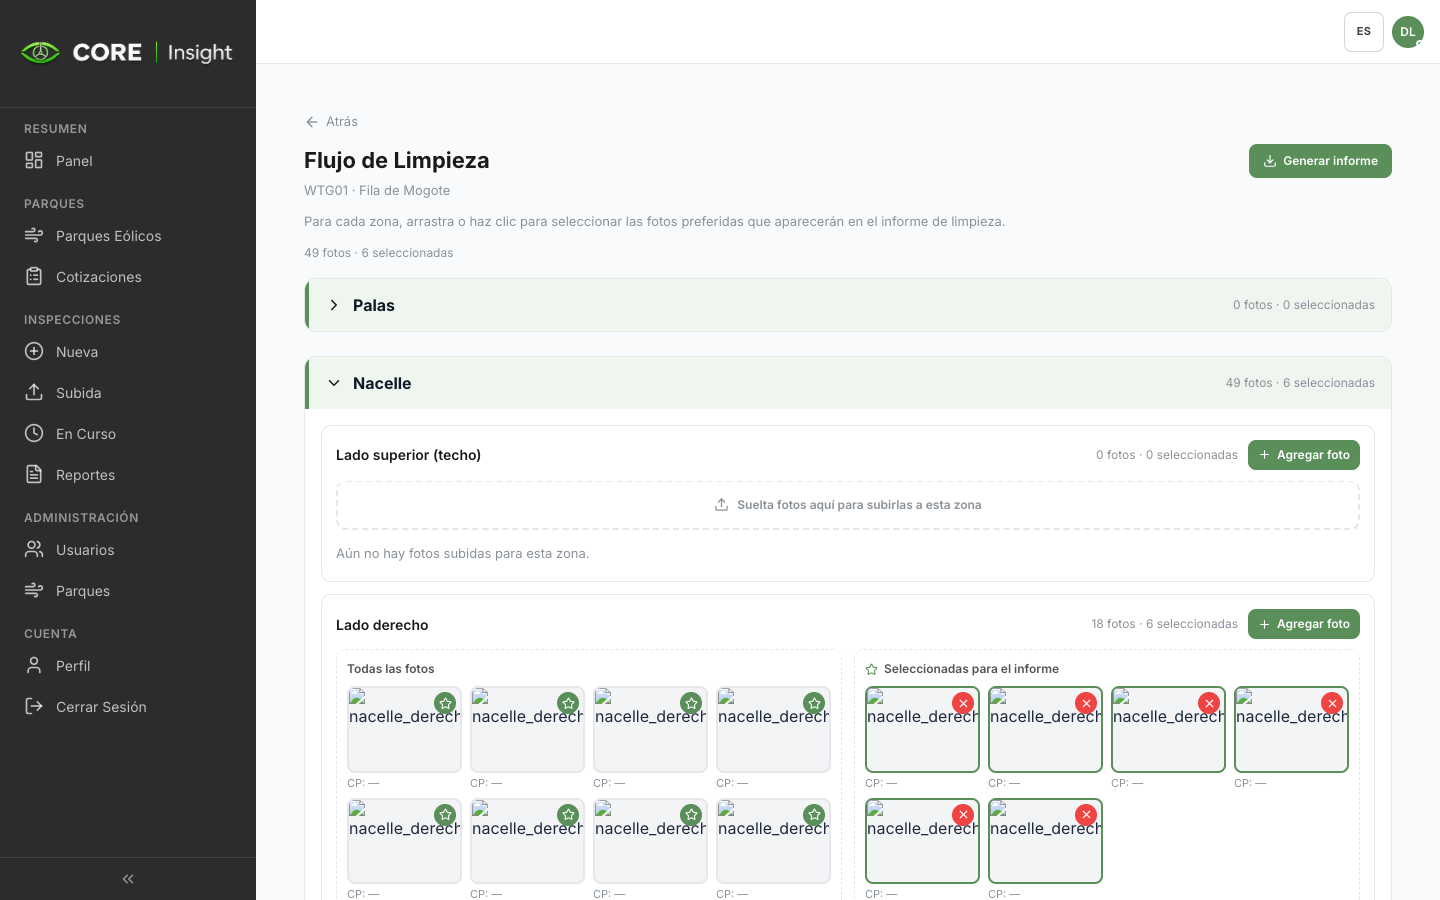 CORE | Insight
ES
DL
RESUMEN
Panel
PARQUES
Parques Eólicos
Cotizaciones
INSPECCIONES
Nueva
Subida
En Curso
Reportes
ADMINISTRACIÓN
Usuarios
Parques
CUENTA
Perfil
Cerrar Sesión
Atrás
Flujo de Limpieza
Generar informe
WTG01 · Fila de Mogote
Para cada zona, arrastra o haz clic para seleccionar las fotos preferidas que aparecerán en el informe de limpieza.
49 fotos · 6 seleccionadas
Palas
0 fotos · 0 seleccionadas
Nacelle
49 fotos · 6 seleccionadas
Lado superior (techo)
0 fotos · 0 seleccionadas
Agregar foto
Suelta fotos aquí para subirlas a esta zona
Aún no hay fotos subidas para esta zona.
Lado derecho
18 fotos · 6 seleccionadas
Agregar foto
Todas las fotos
nacelle_derech nacelle_derech nacelle_derech nacelle_derech
CP: — CP: — CP: — CP: —
nacelle_derech nacelle_derech nacelle_derech nacelle_derech
CP: — CP: — CP: — CP: —
Seleccionadas para el informe
nacelle_derech nacelle_derech nacelle_derech nacelle_derech
CP: — CP: — CP: — CP: —
nacelle_derech nacelle_derech
CP: — CP: —